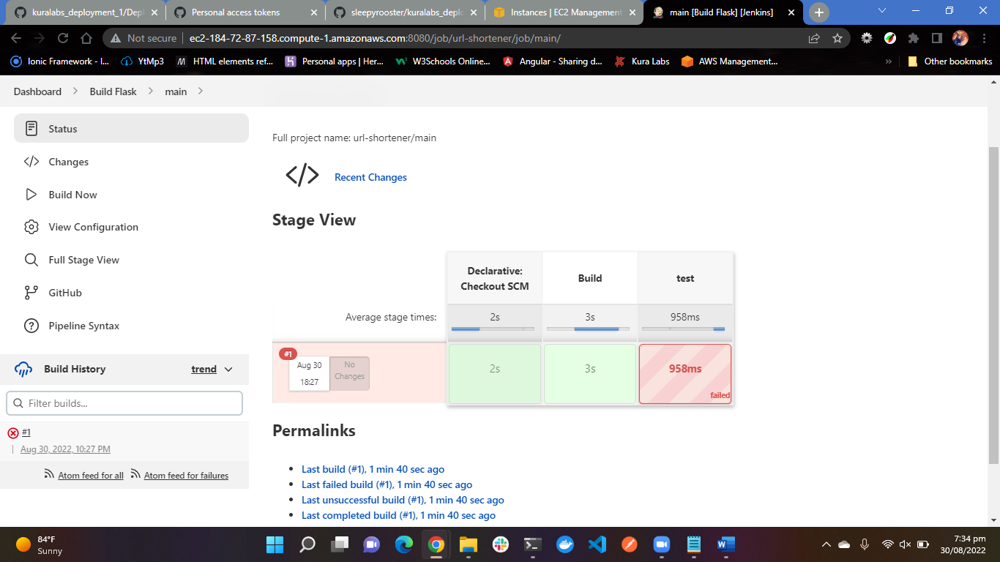 kuralabs_deployment_1/Depl
Personal access tokens
sleepyrooster/kuralabs_deplo
Instances | EC2 Management
main [Build Flask] [Jenkins]
Not secure
ec2-184-72-87-158.compute-1.amazonaws.com:8080/job/url-shortener/job/main/
Ionic Framework - I...
YtMp3
HTML elements ref...
Personal apps | Her...
W3Schools Online...
Angular - Sharing d...
Kura Labs
AWS Management...
»
Other bookmarks
Dashboard
Build Flask
main
Status
Changes
Build Now
View Configuration
Full Stage View
GitHub
Pipeline Syntax
Build History
trend
Filter builds...
#1
Aug 30, 2022, 10:27 PM
Atom feed for all
Atom feed for failures
Full project name: url-shortener/main
Recent Changes
Stage View
Declarative:
Checkout SCM
Build
test
Average stage times:
2s
3s
958ms
#1
Aug 30
18:27
No
Changes
2s
3s
958ms
failed
Permalinks
Last build (#1), 1 min 40 sec ago
Last failed build (#1), 1 min 40 sec ago
Last unsuccessful build (#1), 1 min 40 sec ago
Last completed build (#1), 1 min 40 sec ago
84°F
Sunny
7:34 pm
30/08/2022